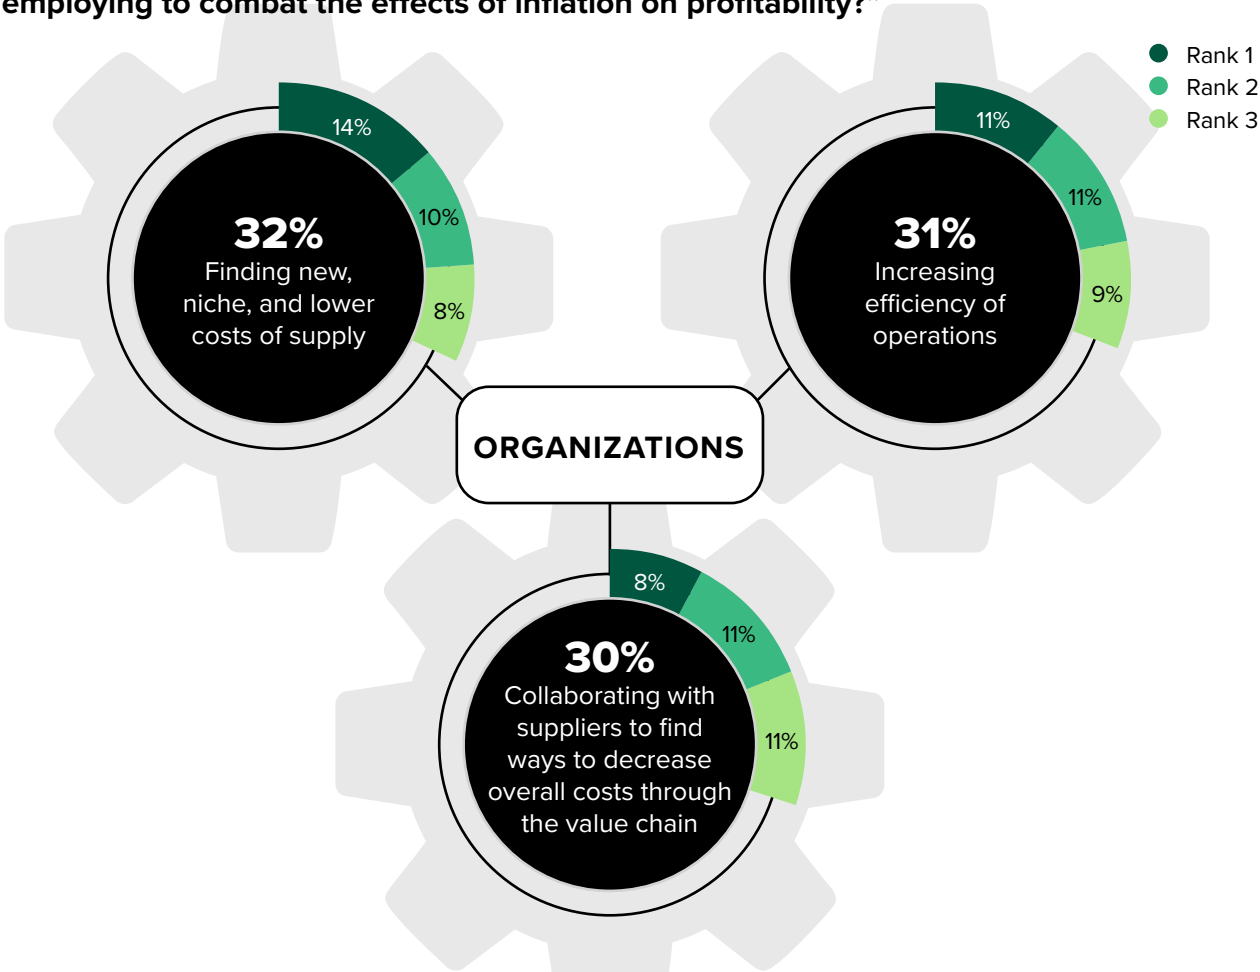 employing to combat the effects of inflation on profitability?”
Rank 1
Rank 2
Rank 3
14%
10%
8%
32%
Finding new,
niche, and lower
costs of supply
11%
11%
9%
31%
Increasing
efficiency of
operations
ORGANIZATIONS
8%
11%
11%
30%
Collaborating with
suppliers to find
ways to decrease
overall costs through
the value chain